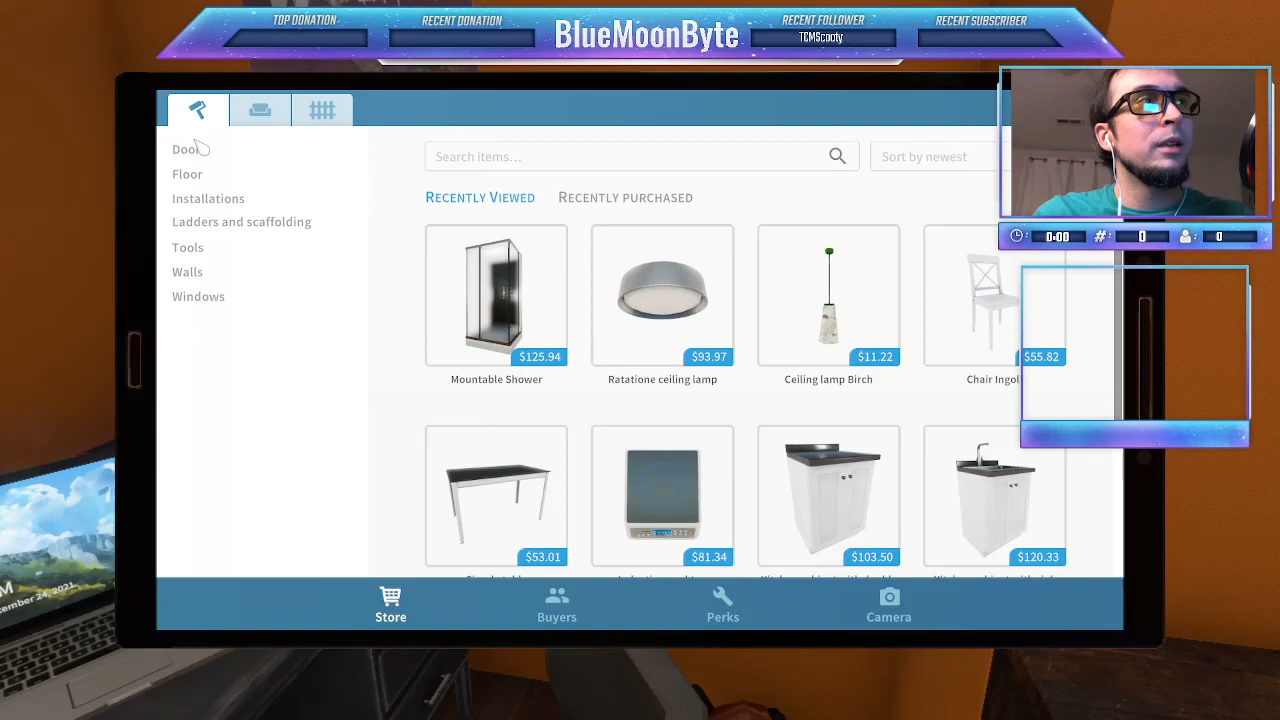 TOP DONATION
RECENT DONATION
BlueMoonByte
RECENT FOLLOWER
TCMScooty
RECENT SUBSCRIBER
Door
Floor
Installations
Ladders and scaffolding
Tools
Walls
Windows
Search items...
Sort by newest
RECENTLY VIEWED
RECENTLY PURCHASED
$125.94
$93.97
$11.22
$55.82
Mountable Shower
Ratatione ceiling lamp
Ceiling lamp Birch
Chair Ingol
$53.01
$81.34
$103.50
$120.33
0:00
#: 0
0
Store
Buyers
Perks
Camera